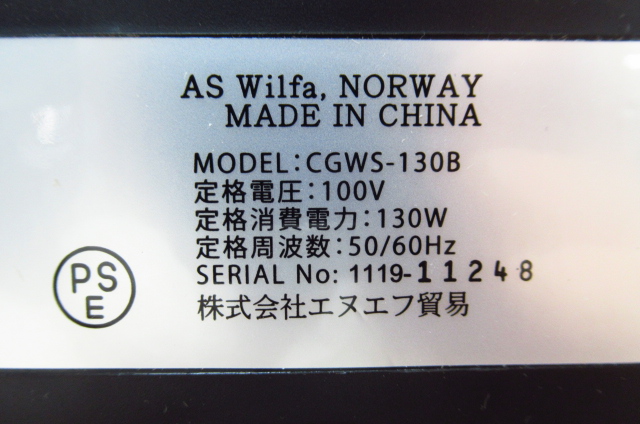 AS Wilfa, NORWAY
MADE IN CHINA
MODEL:CGWS-130B
定格電圧:100V
定格消費電力:130W
定格周波数:50/60Hz
SERIAL No: 1119-11248
株式会社エヌエフ貿易
PS
E